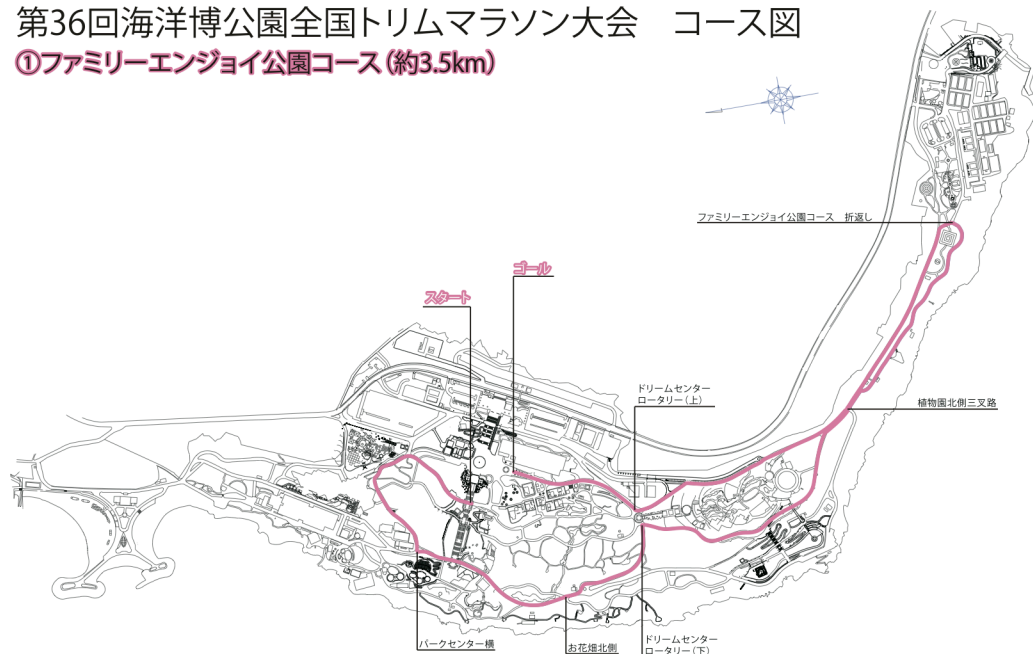 第36回海洋博公園全国トリムマラソン大会　コース図
①ファミリーエンジョイ公園コース（約3.5km）
ファミリーエンジョイ公園コース　折返し
ゴール
スタート
ドリームセンター
ロータリー（上）
植物園北側三叉路
パークセンター横
お花畑北側
ドリームセンター
ロータリー（下）